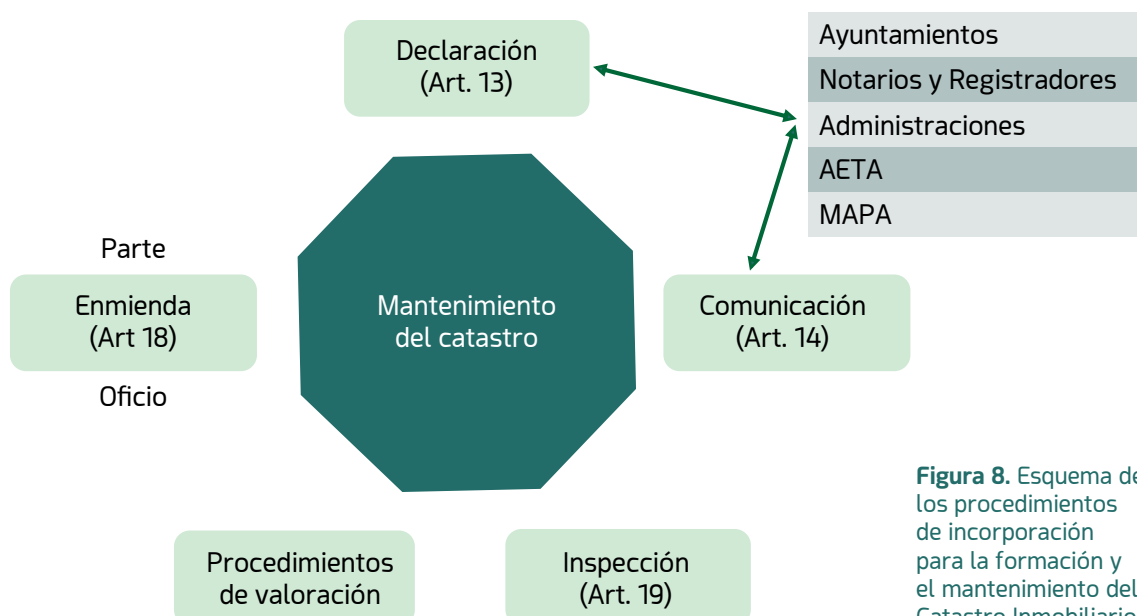 Declaración
(Art. 13)
Ayuntamientos
Notarios y Registradores
Administraciones
AETA
MAPA
Parte
Enmienda
(Art 18)
Oficio
Mantenimiento
del catastro
Comunicación
(Art. 14)
Procedimientos
de valoración
Inspección
(Art. 19)
Figura 8. Esquema de
los procedimientos
de incorporación
para la formación y
el mantenimiento del
Catastro Inmobiliario